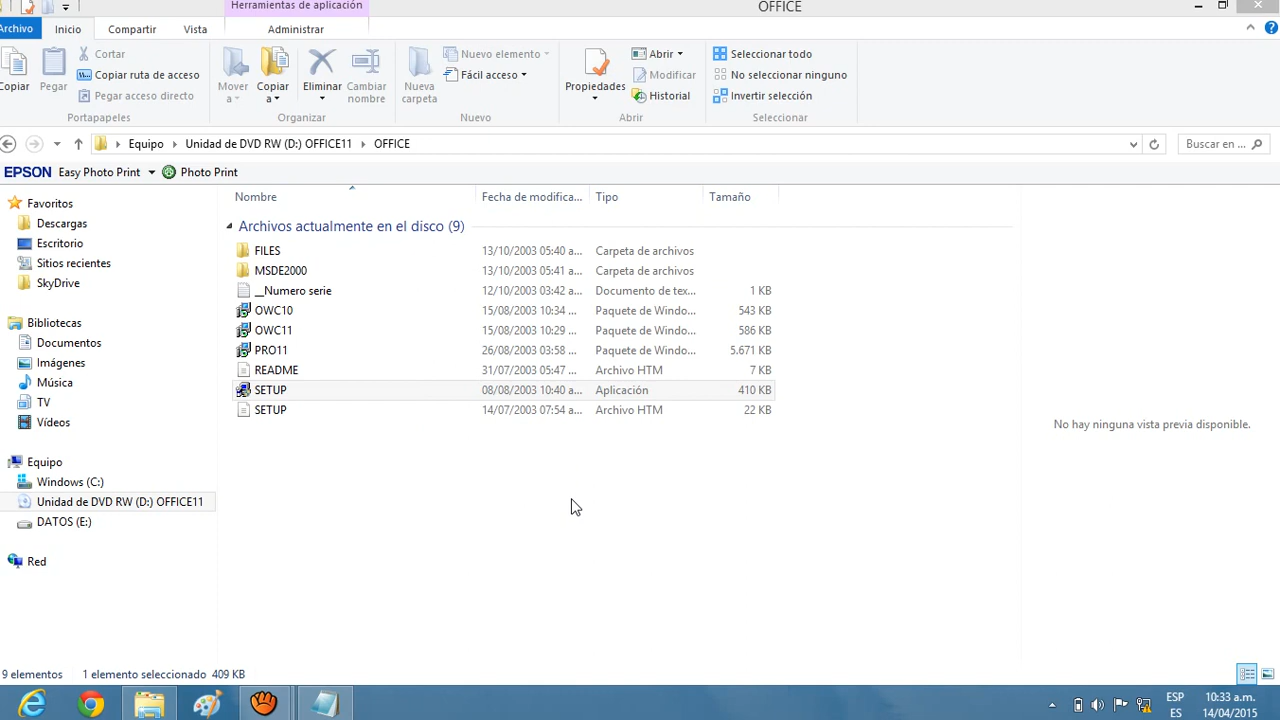 Herramientas de aplicación
OFFICE
Archivo Inicio Compartir Vista Administrar
Copiar
Pegar
Cortar
Copiar ruta de acceso
Pegar acceso directo
Portapapeles
Mover a
Copiar a
Eliminar
Cambiar nombre
Organizar
Nueva carpeta
Nuevo elemento
Fácil acceso
Nuevo
Propiedades
Abrir
Modificar
Historial
Abrir
Seleccionar todo
No seleccionar ninguno
Invertir selección
Seleccionar
Equipo Unidad de DVD RW (D:) OFFICE11 OFFICE
Buscar en ...
EPSON Easy Photo Print Photo Print
Favoritos
Descargas
Escritorio
Sitios recientes
SkyDrive
Bibliotecas
Documentos
Imágenes
Música
TV
Vídeos
Equipo
Windows (C:)
Unidad de DVD RW (D:) OFFICE11
DATOS (E:)
Red
Nombre Fecha de modifica... Tipo Tamaño
Archivos actualmente en el disco (9)
FILES 13/10/2003 05:40 a... Carpeta de archivos
MSDE2000 13/10/2003 05:41 a... Carpeta de archivos
__Numero serie 12/10/2003 03:42 a... Documento de tex... 1 KB
OWC10 15/08/2003 10:34 ... Paquete de Windo... 543 KB
OWC11 15/08/2003 10:29 ... Paquete de Windo... 586 KB
PRO11 26/08/2003 03:58 ... Paquete de Windo... 5.671 KB
README 31/07/2003 05:47 ... Archivo HTM 7 KB
SETUP 08/08/2003 10:40 a... Aplicación 410 KB
SETUP 14/07/2003 07:54 a... Archivo HTM 22 KB
No hay ninguna vista previa disponible.
9 elementos 1 elemento seleccionado 409 KB
ESP
ES
10:33 a.m.
14/04/2015